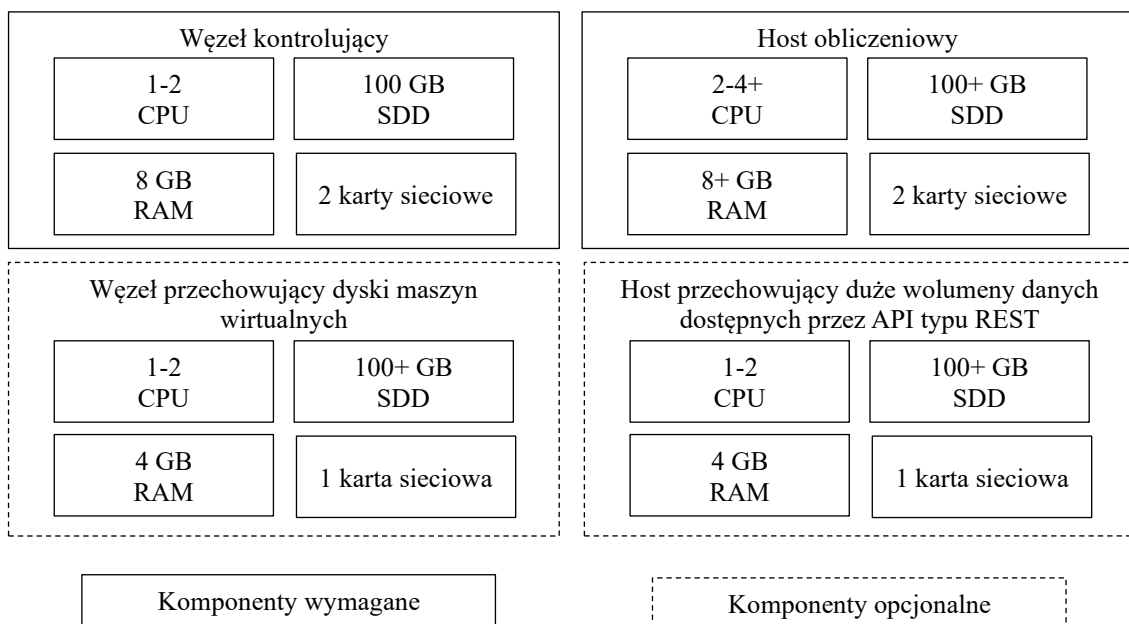 Węzeł kontrolujący
1-2
CPU
100 GB
SDD
8 GB
RAM
2 karty sieciowe
Host obliczeniowy
2-4+
CPU
100+ GB
SDD
8+ GB
RAM
2 karty sieciowe
Węzeł przechowujący dyski maszyn
wirtualnych
1-2
CPU
100+ GB
SDD
4 GB
RAM
1 karta sieciowa
Host przechowujący duże wolumeny danych
dostępnych przez API typu REST
1-2
CPU
100+ GB
SDD
4 GB
RAM
1 karta sieciowa
Komponenty wymagane
Komponenty opcjonalne